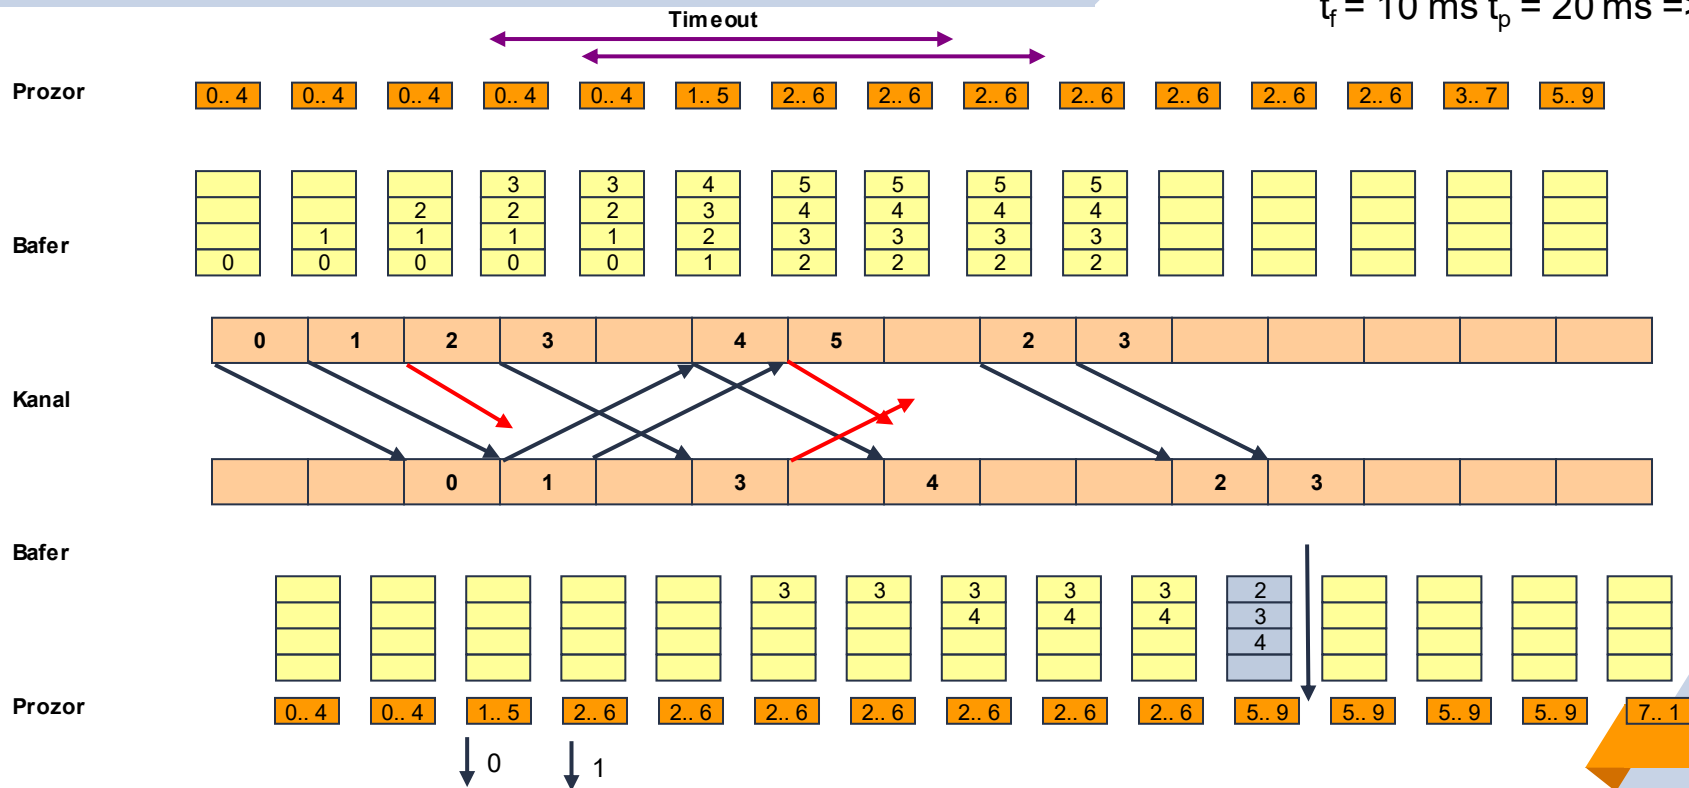 t_f = 10 ms t_p = 20 ms =>
Timeout
Prozor 0.. 4 0.. 4 0.. 4 0.. 4 0.. 4 1.. 5 2.. 6 2.. 6 2.. 6 2.. 6 2.. 6 2.. 6 2.. 6 3.. 7 5.. 9
3 3 4 5 5 5 5
2 2 2 3 4 4 4 4
Bafer
1 1 1 1 2 3 3 3 3
0 0 0 0 0 1 2 2 2 2
0 1 2 3 4 5 2 3
Kanal
0 1 3 4 2 3
Bafer
3 3 3 3 3 2
4 4 4 3
4
Prozor 0.. 4 0.. 4 1.. 5 2.. 6 2.. 6 2.. 6 2.. 6 2.. 6 2.. 6 2.. 6 5.. 9 5.. 9 5.. 9 5.. 9 7.. 1
0 1